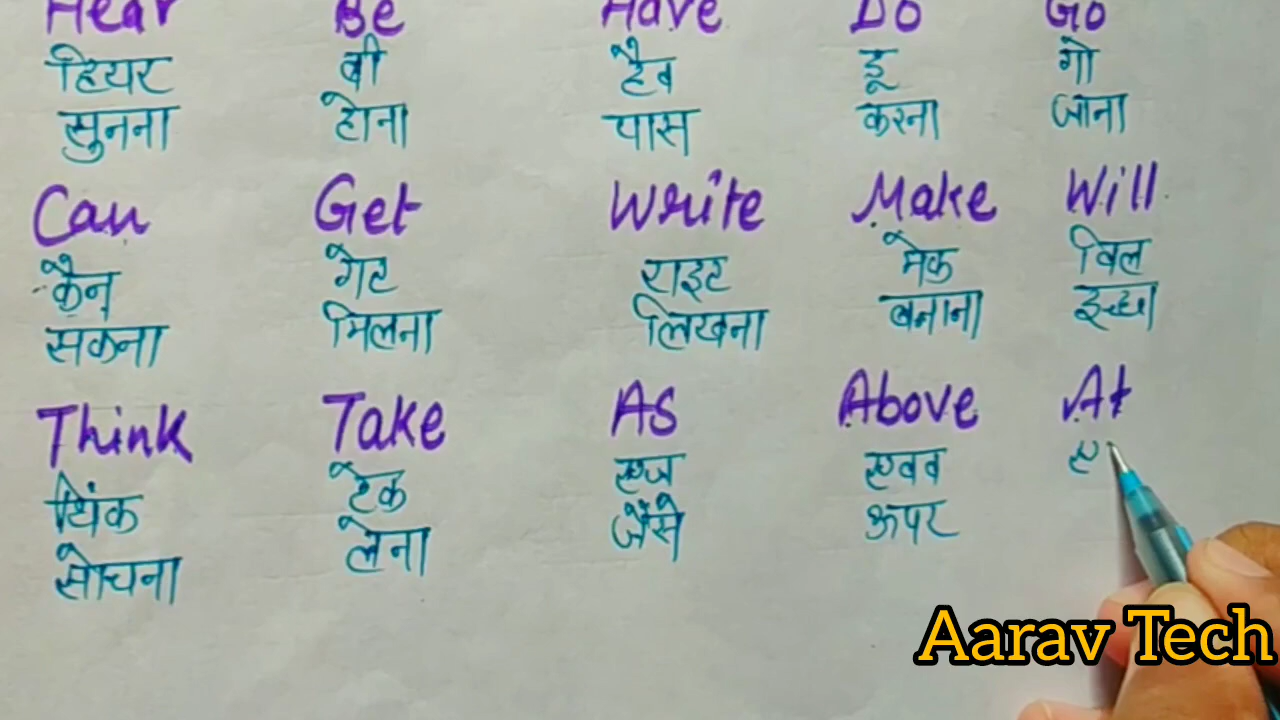 Hear Be Have Do Go
हियर बी हैव डू गो
सुनना होना पास करना जाना
Can Get Write Make Will
कैन गेट राइट मेक विल
सकना मिलना लिखना बनाना इच्छा
Think Take As Above At
थिंक टेक एज एबव ए
सोचना लेना जैसे ऊपर
Aarav Tech